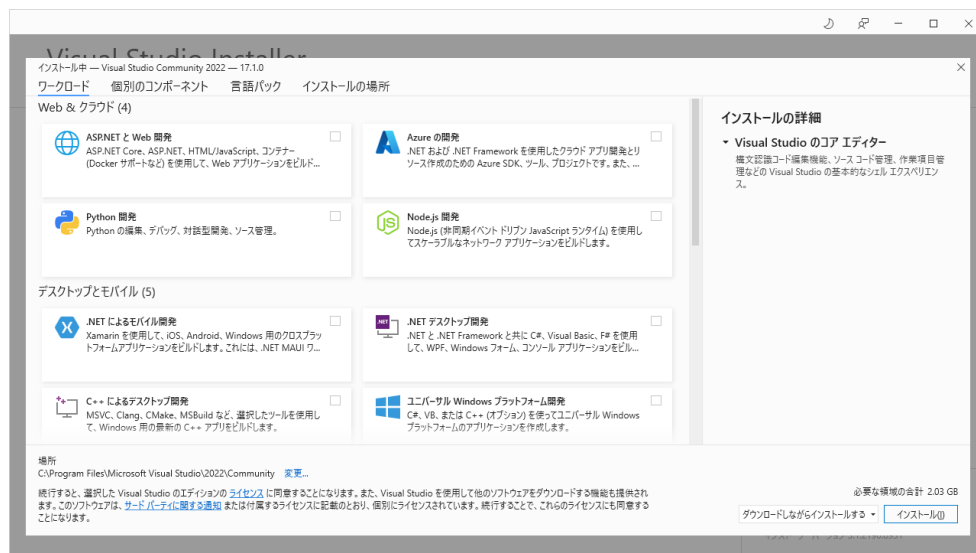 Visual Studio Installer
インストール中 — Visual Studio Community 2022 — 17.1.0
ワークロード 個別のコンポーネント 言語パック インストールの場所
Web & クラウド (4)
ASP.NET と Web 開発
ASP.NET Core、ASP.NET、HTML/JavaScript、コンテナー
(Docker サポートなど) を使用して、Web アプリケーションをビルド...
Azure の開発
.NET および .NET Framework を使用したクラウド アプリ開発とリ
ソース作成のための Azure SDK、ツール、プロジェクトです。また、...
Python 開発
Python の編集、デバッグ、対話型開発、ソース管理。
Node.js 開発
Node.js (非同期イベント ドリブン JavaScript ランタイム) を使用し
てスケーラブルなネットワーク アプリケーションをビルドします。
デスクトップとモバイル (5)
.NET によるモバイル開発
Xamarin を使用して、iOS、Android、Windows 用のクロスプラッ
トフォームアプリケーションをビルドします。これには、.NET MAUI ワ...
.NET デスクトップ開発
.NET と .NET Framework と共に C#、Visual Basic、F# を使用
して、WPF、Windows フォーム、コンソール アプリケーションをビル...
C++ によるデスクトップ開発
MSVC、Clang、CMake、MSBuild など、選択したツールを使用し
て、Windows 用の最新の C++ アプリをビルドします。
ユニバーサル Windows プラットフォーム開発
C#、VB、または C++ (オプション) を使ってユニバーサル Windows
プラットフォームのアプリケーションを作成します。
インストールの詳細
Visual Studio のコア エディター
構文認識コード編集機能、ソース コード管理、作業項目管
理などの Visual Studio の基本的なシェル エクスペリエン
ス。
場所
C:\Program Files\Microsoft Visual Studio\2022\Community 変更...
続行すると、選択した Visual Studio のエディションの ライセンス に同意することになります。また、Visual Studio を使用して他のソフトウェアをダウンロードする機能も提供され
ます。このソフトウェアは、サード パーティに関する通知 または付属するライセンスに記載のとおり、個別にライセンスされています。続行することで、これらのライセンスにも同意する
ことになります。
必要な領域の合計 2.03 GB
ダウンロードしながらインストールする インストール(I)